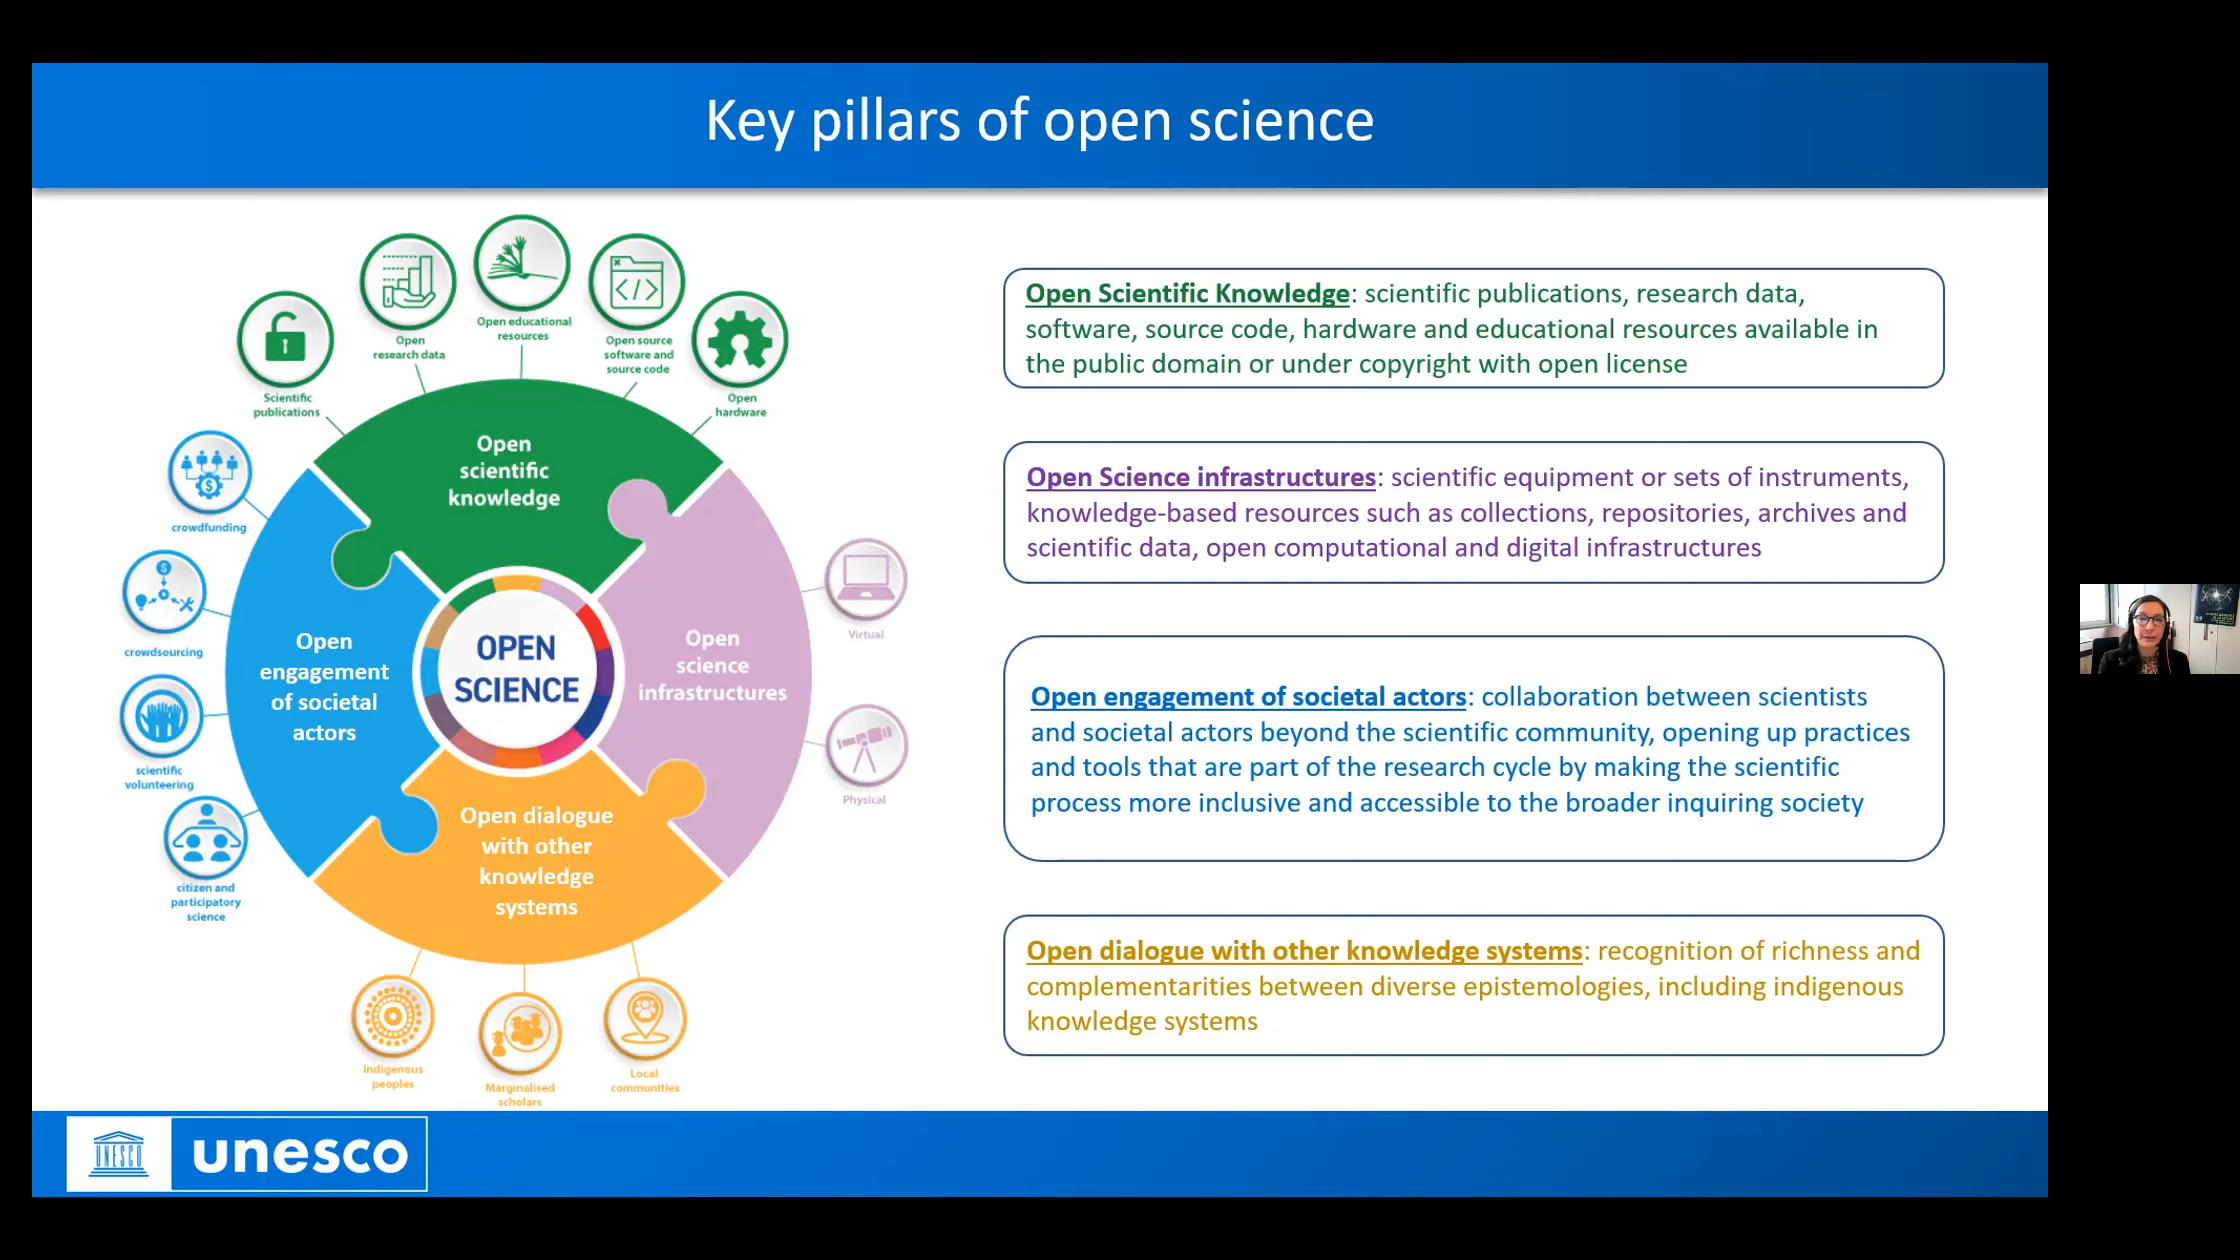 Key pillars of open science
Scientific
publications
Open
research data
Open educational
resources
Open source
software and
source code
Open
hardware
crowdfunding
crowdsourcing
scientific
volunteering
citizen and
participatory
science
Open
scientific
knowledge
Open
engagement
of societal
actors
OPEN
SCIENCE
Open
science
infrastructures
Virtual
Physical
Open dialogue
with other
knowledge
systems
Indigenous
peoples
Marginalised
scholars
Local
communities
Open Scientific Knowledge: scientific publications, research data,
software, source code, hardware and educational resources available in
the public domain or under copyright with open license
Open Science infrastructures: scientific equipment or sets of instruments,
knowledge-based resources such as collections, repositories, archives and
scientific data, open computational and digital infrastructures
Open engagement of societal actors: collaboration between scientists
and societal actors beyond the scientific community, opening up practices
and tools that are part of the research cycle by making the scientific
process more inclusive and accessible to the broader inquiring society
Open dialogue with other knowledge systems: recognition of richness and
complementarities between diverse epistemologies, including indigenous
knowledge systems
UNESCO
unesco